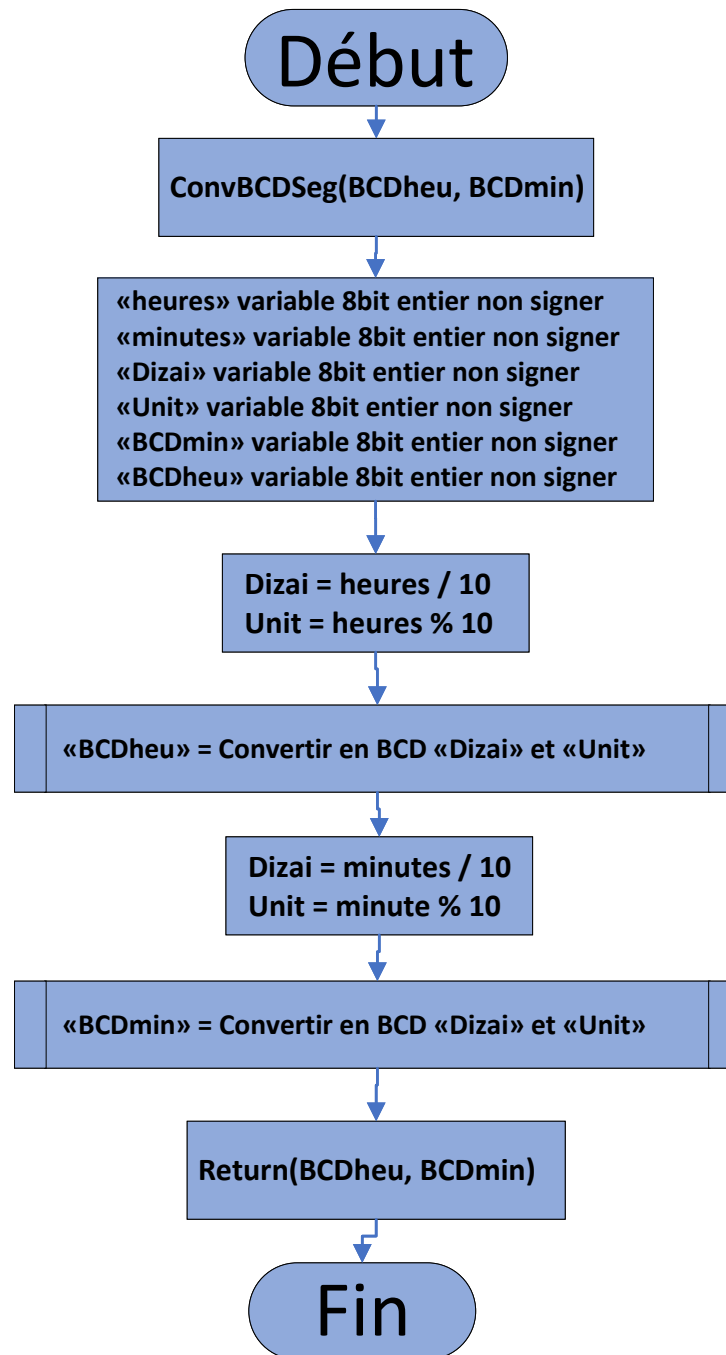 Début
ConvBCDSeg(BCDheu, BCDmin)
«heures» variable 8bit entier non signer
«minutes» variable 8bit entier non signer
«Dizai» variable 8bit entier non signer
«Unit» variable 8bit entier non signer
«BCDmin» variable 8bit entier non signer
«BCDheu» variable 8bit entier non signer
Dizai = heures / 10
Unit = heures % 10
«BCDheu» = Convertir en BCD «Dizai» et «Unit»
Dizai = minutes / 10
Unit = minute % 10
«BCDmin» = Convertir en BCD «Dizai» et «Unit»
Return(BCDheu, BCDmin)
Fin